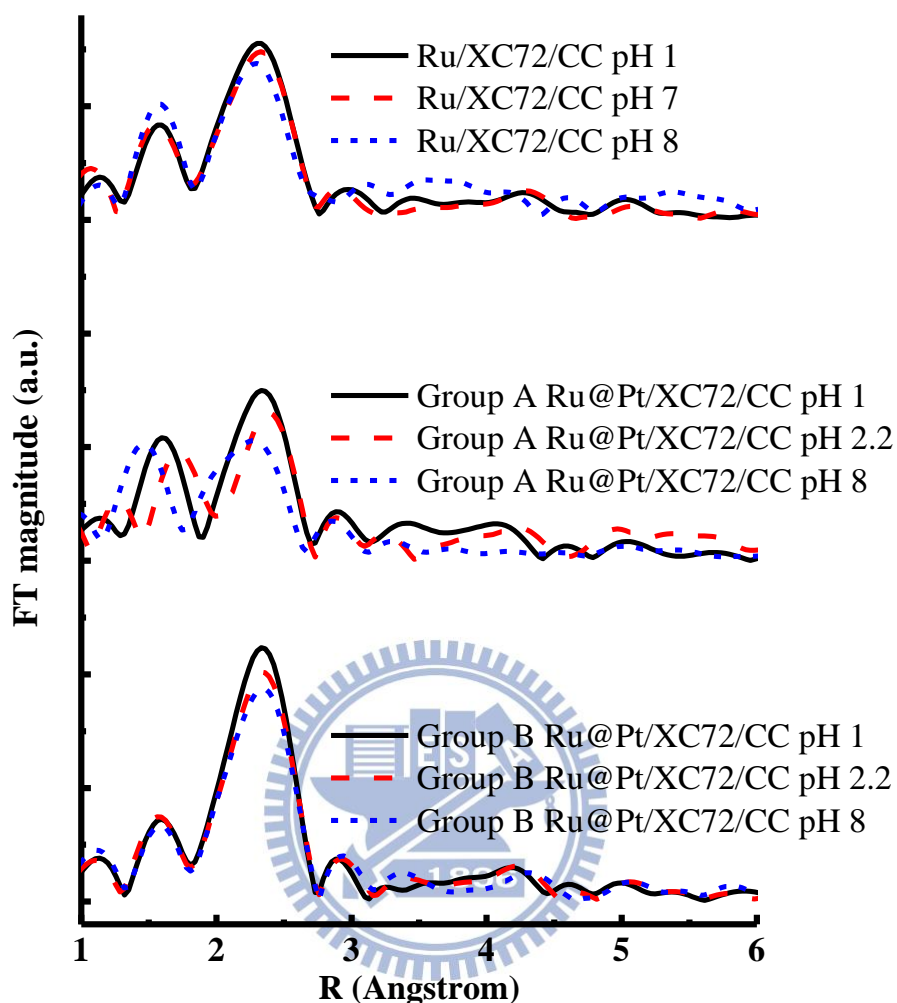 Ru/XC72/CC pH 1
Ru/XC72/CC pH 7
Ru/XC72/CC pH 8
Group A Ru@Pt/XC72/CC pH 1
Group A Ru@Pt/XC72/CC pH 2.2
Group A Ru@Pt/XC72/CC pH 8
Group B Ru@Pt/XC72/CC pH 1
Group B Ru@Pt/XC72/CC pH 2.2
Group B Ru@Pt/XC72/CC pH 8
FT magnitude (a.u.)
1 2 3 4 5 6
R (Angstrom)